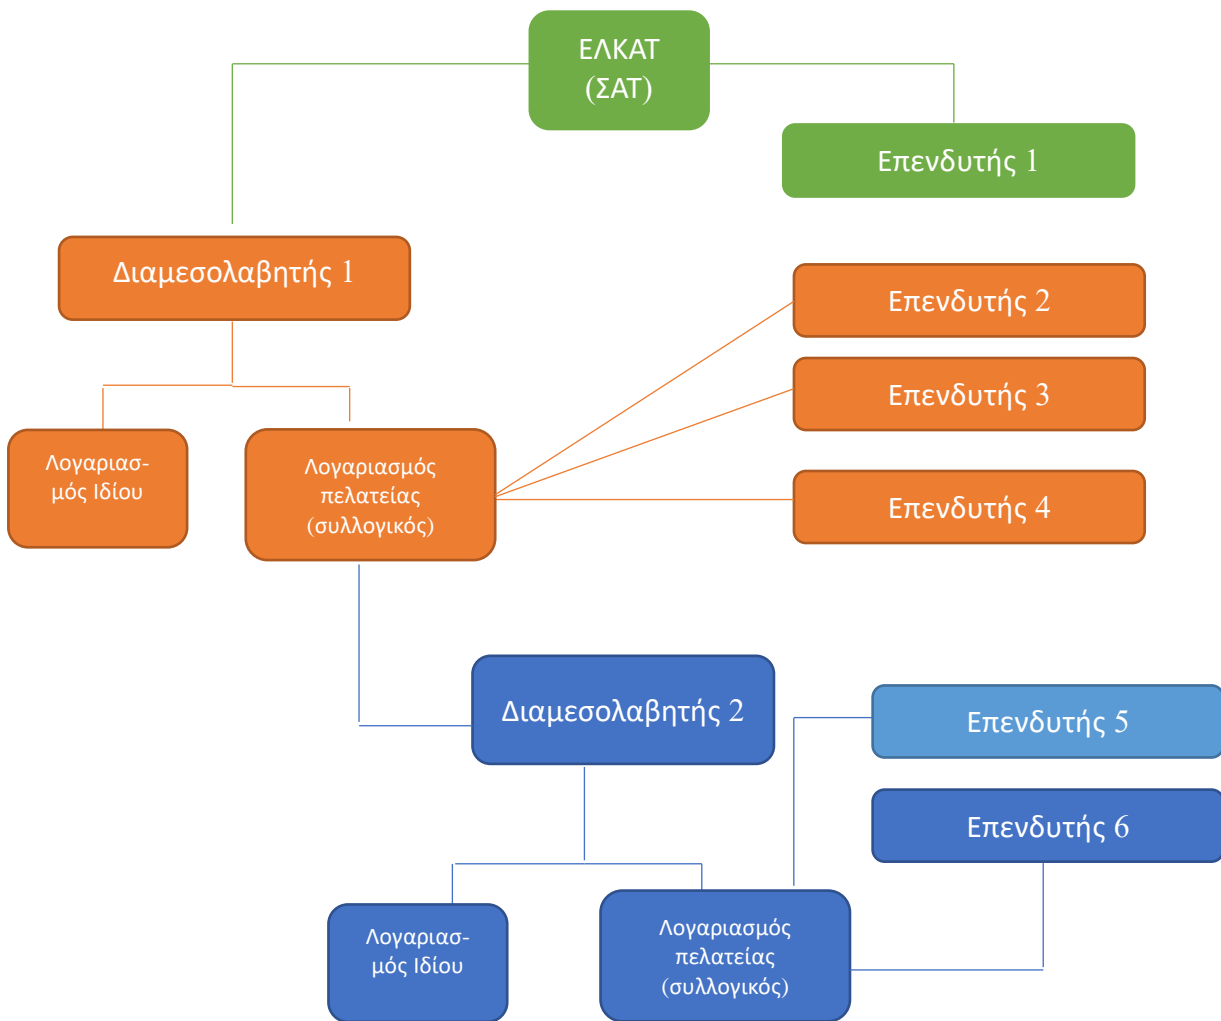 ΕΛΚΑΤ
(ΣΑΤ)
Επενδυτής 1
Διαμεσολαβητής 1
Επενδυτής 2
Επενδυτής 3
Λογαριασ-
μός Ιδίου
Λογαριασμός
πελατείας
(συλλογικός)
Επενδυτής 4
Διαμεσολαβητής 2
Επενδυτής 5
Επενδυτής 6
Λογαριασ-
μός Ιδίου
Λογαριασμός
πελατείας
(συλλογικός)